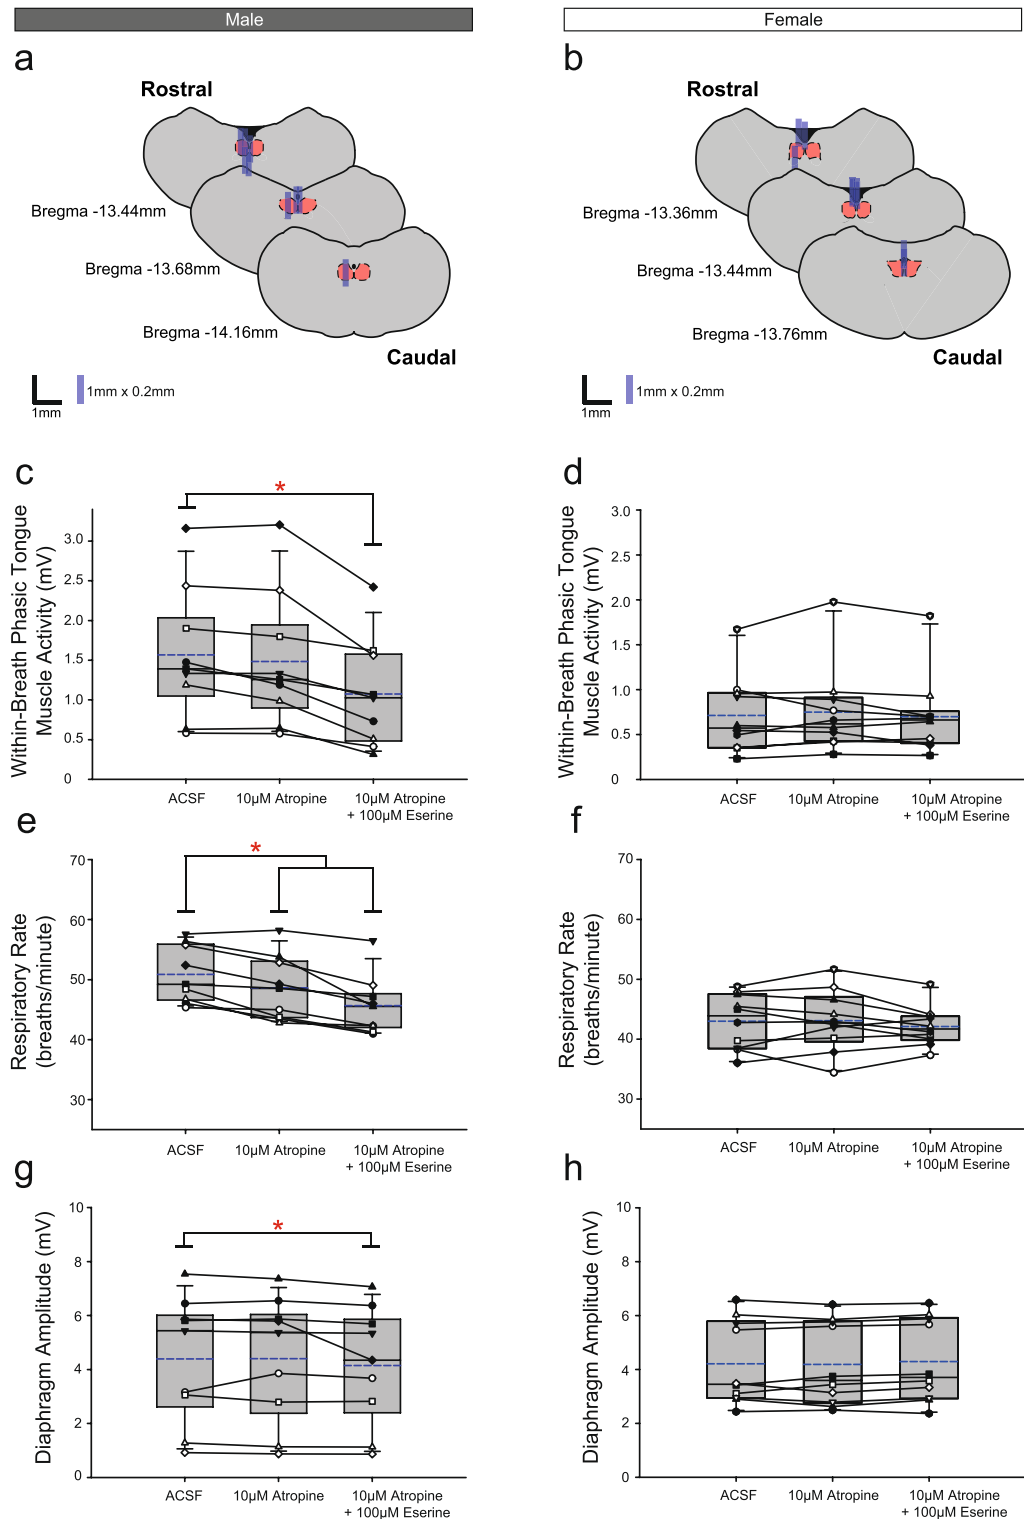 Male
Female
a
b
Rostral
Rostral
Bregma -13.44mm
Bregma -13.36mm
Bregma -13.68mm
Bregma -13.44mm
Bregma -14.16mm
Bregma -13.76mm
Caudal
Caudal
1mm x 0.2mm
1mm
1mm x 0.2mm
1mm
c
Within-Breath Phasic Tongue
Muscle Activity (mV)
3.0
2.5
2.0
1.5
1.0
0.5
0
*
ACSF
10µM Atropine
10µM Atropine
+ 100µM Eserine
d
Within-Breath Phasic Tongue
Muscle Activity (mV)
3.0
2.5
2.0
1.5
1.0
0.5
0
ACSF
10µM Atropine
10µM Atropine
+ 100µM Eserine
e
Respiratory Rate
(breaths/minute)
70
60
50
40
30
*
ACSF
10µM Atropine
10µM Atropine
+ 100µM Eserine
f
Respiratory Rate
(breaths/minute)
70
60
50
40
30
ACSF
10µM Atropine
10µM Atropine
+ 100µM Eserine
g
Diaphragm Amplitude (mV)
10
8
6
4
2
0
*
ACSF
10µM Atropine
10µM Atropine
+ 100µM Eserine
h
Diaphragm Amplitude (mV)
10
8
6
4
2
0
ACSF
10µM Atropine
10µM Atropine
+ 100µM Eserine